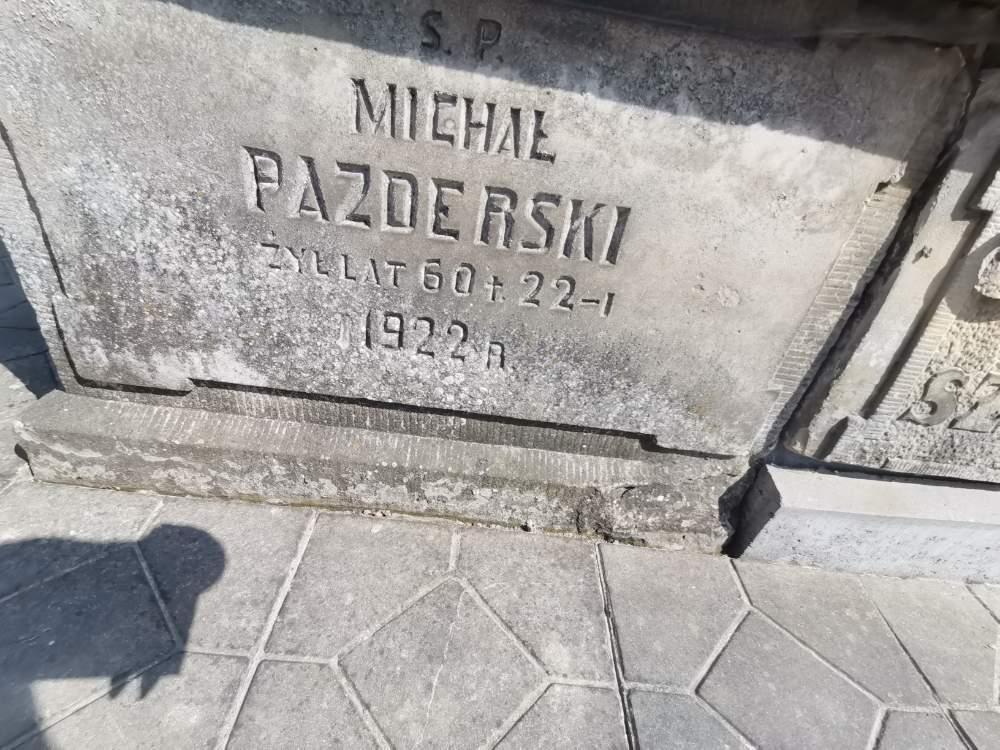 Ś. P.
MICHAŁ
PAZDERSKI
ŻYŁ LAT 60 † 22-I
1922 R.